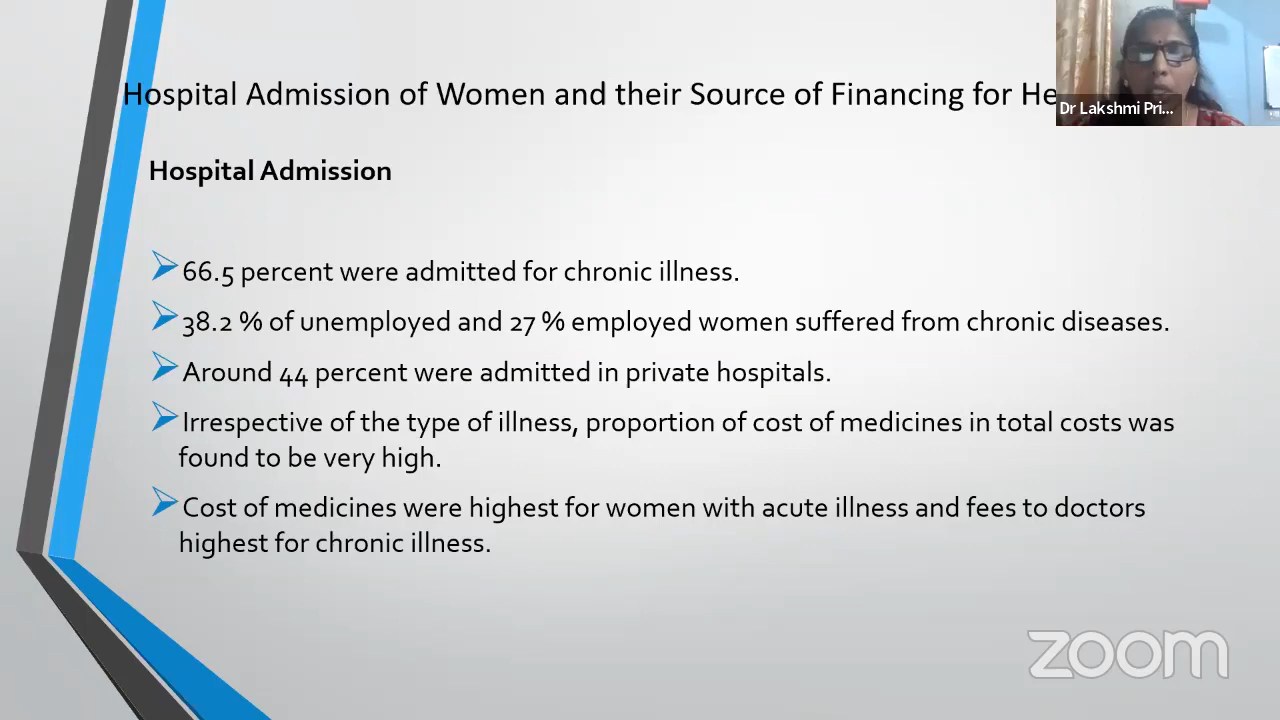 Hospital Admission of Women and their Source of Financing for He
Dr Lakshmi Pri...
Hospital Admission
66.5 percent were admitted for chronic illness.
38.2 % of unemployed and 27 % employed women suffered from chronic diseases.
Around 44 percent were admitted in private hospitals.
Irrespective of the type of illness, proportion of cost of medicines in total costs was
found to be very high.
Cost of medicines were highest for women with acute illness and fees to doctors
highest for chronic illness.
zoom